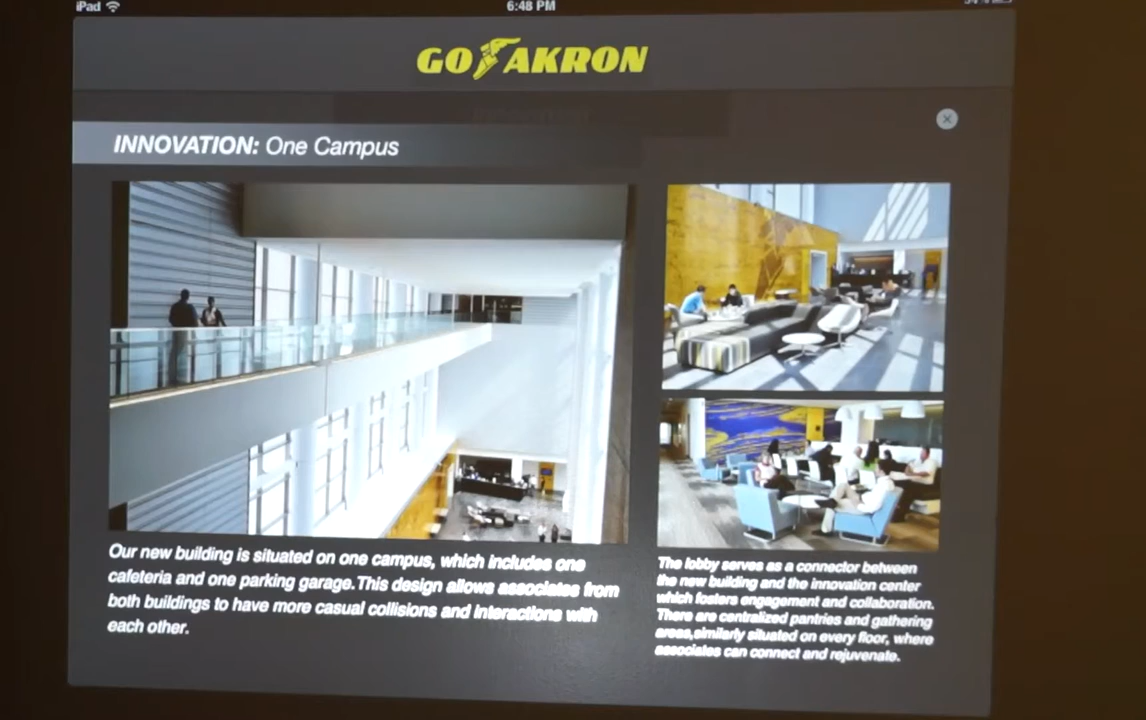 iPad
6:48 PM
GO AKRON
INNOVATION: One Campus
Our new building is situated on one campus, which includes one
cafeteria and one parking garage. This design allows associates from
both buildings to have more casual collisions and interactions with
each other.
The lobby serves as a connector between
the new building and the innovation center
which fosters engagement and collaboration.
There are centralized pantries and gathering
areas,similarly situated on every floor, where
associates can connect and rejuvenate.